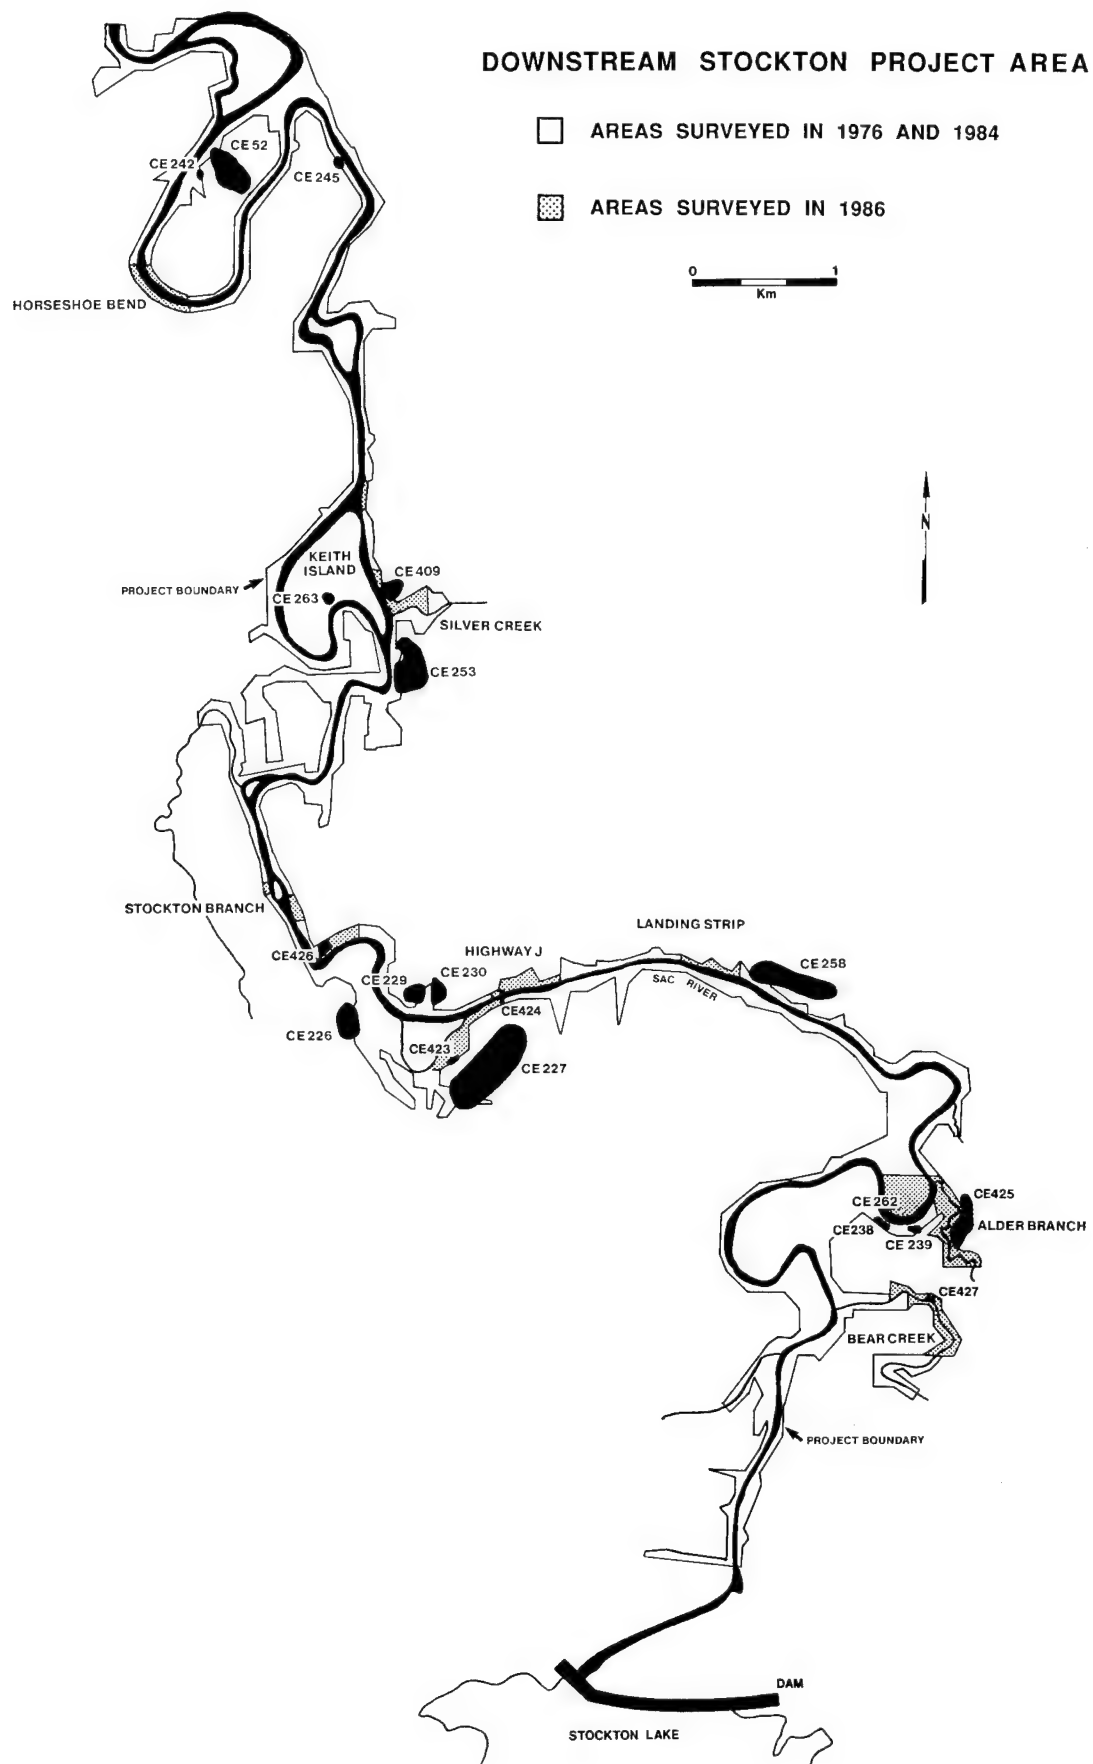 DOWNSTREAM STOCKTON PROJECT AREA
AREAS SURVEYED IN 1976 AND 1984
AREAS SURVEYED IN 1986
0 1
Km
CE 52
CE 242
CE 245
HORSESHOE BEND
N
KEITH
ISLAND
CE 409
PROJECT BOUNDARY
CE 263
SILVER CREEK
CE 253
STOCKTON BRANCH
LANDING STRIP
HIGHWAY J
CE426
CE 229
CE 230
CE 258
SAC RIVER
CE424
CE 226
CE423
CE 227
CE 262
CE425
CE238
CE 239
ALDER BRANCH
CE427
BEAR CREEK
PROJECT BOUNDARY
DAM
STOCKTON LAKE